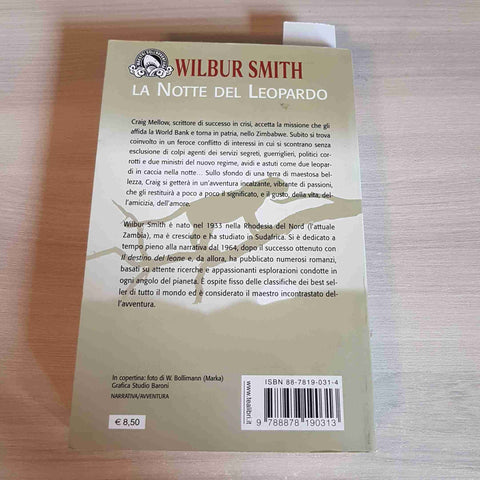 WILBUR SMITH
LA NOTTE DEL LEOPARDO
Craig Mellow, scrittore di successo in crisi, accetta la missione che gli
affida la World Bank e torna in patria, nello Zimbabwe. Subito si trova
coinvolto in un feroce conflitto di interessi in cui si scontrano senza
esclusione di colpi agenti dei servizi segreti, guerriglieri, politici cor-
rotti e due ministri del nuovo regime, avidi e astuti come due leopar-
di in caccia nella notte... Sullo sfondo di una terra di maestosa bel-
lezza, Craig si getterà in un'avventura incalzante, vibrante di passioni,
che gli restituirà a poco a poco il significato, e il gusto, della vita, del-
l'amicizia, dell'amore.
Wilbur Smith è nato nel 1933 nella Rhodesia del Nord (l'attuale
Zambia), ma è cresciuto e ha studiato in Sudafrica. Si è dedicato a
tempo pieno alla narrativa dal 1964, dopo il successo ottenuto con
Il destino del leone e, da allora, ha pubblicato numerosi romanzi,
basati su attente ricerche e appassionanti esplorazioni condotte in
ogni angolo del pianeta. È ospite fisso delle classifiche dei best sel-
ler di tutto il mondo ed è considerato il maestro incontrastato del-
l'avventura.
In copertina: foto di W. Bollimann (Marka)
Grafica Studio Baroni
NARRATIVA/AVVENTURA
€ 8,50
www.tealibri.it
ISBN 88-7819-031-4
9 788878 190313